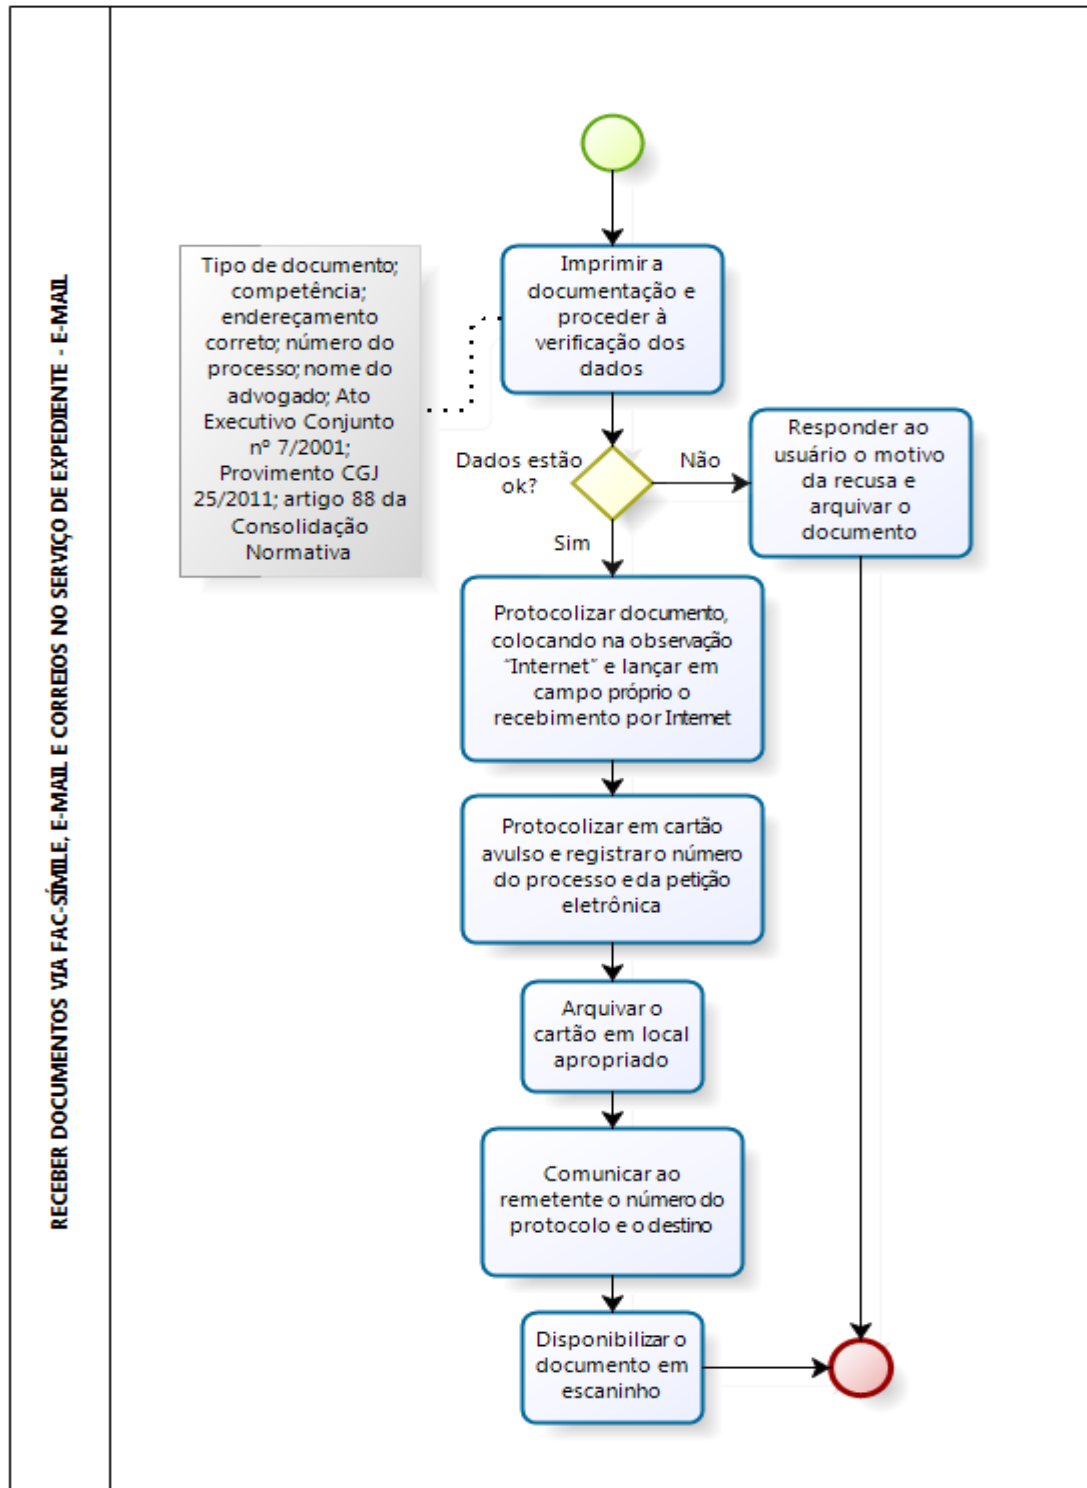 RECEBER DOCUMENTOS VIA FAC-SÍMILE, E-MAIL E CORREIOS NO SERVIÇO DE EXPEDIENTE - E-MAIL
Tipo de documento;
competência;
endereçamento
correto; número do
processo; nome do
advogado; Ato
Executivo Conjunto
nº 7/2001;
Provimento CGJ
25/2011; artigo 88 da
Consolidação
Normativa
Imprimir a
documentação e
proceder à
verificação dos
dados
Dados estão
ok?
Não
Responder ao
usuário o motivo
da recusa e
arquivar o
documento
Sim
Protocolizar documento,
colocando na observação
“Internet” e lançar em
campo próprio o
recebimento por Internet
Protocolizar em cartão
avulso e registrar o número
do processo e da petição
eletrônica
Arquivar o
cartão em local
apropriado
Comunicar ao
remetente o número do
protocolo e o destino
Disponibilizar o
documento em
escaninho